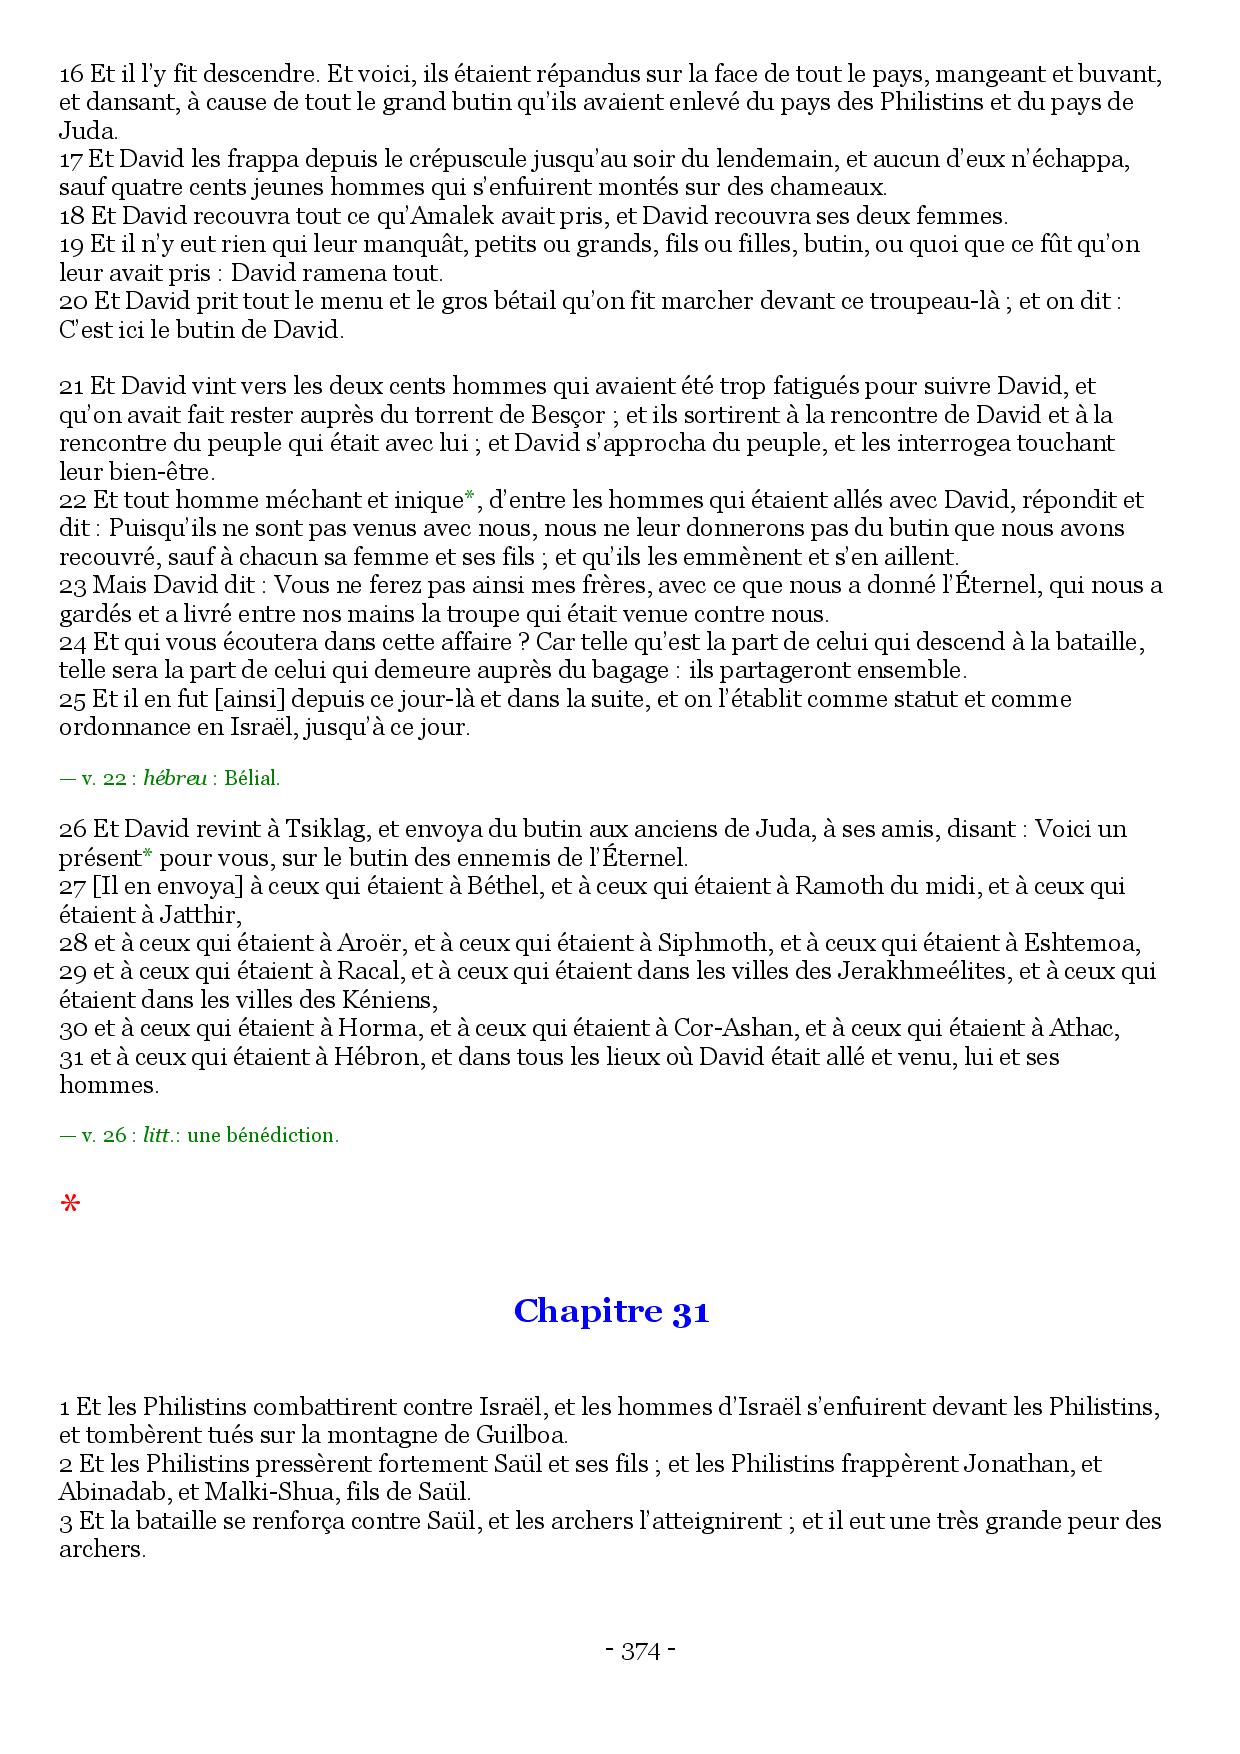 16 Et il l’y fit descendre. Et voici, ils étaient répandus sur la face de tout le pays, mangeant et buvant,
et dansant, à cause de tout le grand butin qu’ils avaient enlevé du pays des Philistins et du pays de
Juda.
17 Et David les frappa depuis le crépuscule jusqu’au soir du lendemain, et aucun d’eux n’échappa,
sauf quatre cents jeunes hommes qui s’enfuirent montés sur des chameaux.
18 Et David recouvra tout ce qu’Amalek avait pris, et David recouvra ses deux femmes.
19 Et il n’y eut rien qui leur manquât, petits ou grands, fils ou filles, butin, ou quoi que ce fût qu’on
leur avait pris : David ramena tout.
20 Et David prit tout le menu et le gros bétail qu’on fit marcher devant ce troupeau-là ; et on dit :
C’est ici le butin de David.
21 Et David vint vers les deux cents hommes qui avaient été trop fatigués pour suivre David, et
qu’on avait fait rester auprès du torrent de Besçor ; et ils sortirent à la rencontre de David et à la
rencontre du peuple qui était avec lui ; et David s’approcha du peuple, et les interrogea touchant
leur bien-être.
22 Et tout homme méchant et inique*, d’entre les hommes qui étaient allés avec David, répondit et
dit : Puisqu’ils ne sont pas venus avec nous, nous ne leur donnerons pas du butin que nous avons
recouvré, sauf à chacun sa femme et ses fils ; et qu’ils les emmènent et s’en aillent.
23 Mais David dit : Vous ne ferez pas ainsi mes frères, avec ce que nous a donné l’Éternel, qui nous a
gardés et a livré entre nos mains la troupe qui était venue contre nous.
24 Et qui vous écoutera dans cette affaire ? Car telle qu’est la part de celui qui descend à la bataille,
telle sera la part de celui qui demeure auprès du bagage : ils partageront ensemble.
25 Et il en fut [ainsi] depuis ce jour-là et dans la suite, et on l’établit comme statut et comme
ordonnance en Israël, jusqu’à ce jour.
— v. 22 : hébreu : Bélial.
26 Et David revint à Tsiklag, et envoya du butin aux anciens de Juda, à ses amis, disant : Voici un
présent* pour vous, sur le butin des ennemis de l’Éternel.
27 [Il en envoya] à ceux qui étaient à Béthel, et à ceux qui étaient à Ramoth du midi, et à ceux qui
étaient à Jatthir,
28 et à ceux qui étaient à Aroër, et à ceux qui étaient à Siphmoth, et à ceux qui étaient à Eshtemoa,
29 et à ceux qui étaient à Racal, et à ceux qui étaient dans les villes des Jerakhmeélites, et à ceux qui
étaient dans les villes des Kéniens,
30 et à ceux qui étaient à Horma, et à ceux qui étaient à Cor-Ashan, et à ceux qui étaient à Athac,
31 et à ceux qui étaient à Hébron, et dans tous les lieux où David était allé et venu, lui et ses
hommes.
— v. 26 : litt.: une bénédiction.
*
Chapitre 31
1 Et les Philistins combattirent contre Israël, et les hommes d’Israël s’enfuirent devant les Philistins,
et tombèrent tués sur la montagne de Guilboa.
2 Et les Philistins pressèrent fortement Saül et ses fils ; et les Philistins frappèrent Jonathan, et
Abinadab, et Malki-Shua, fils de Saül.
3 Et la bataille se renforça contre Saül, et les archers l’atteignirent ; et il eut une très grande peur des
archers.
- 374 -